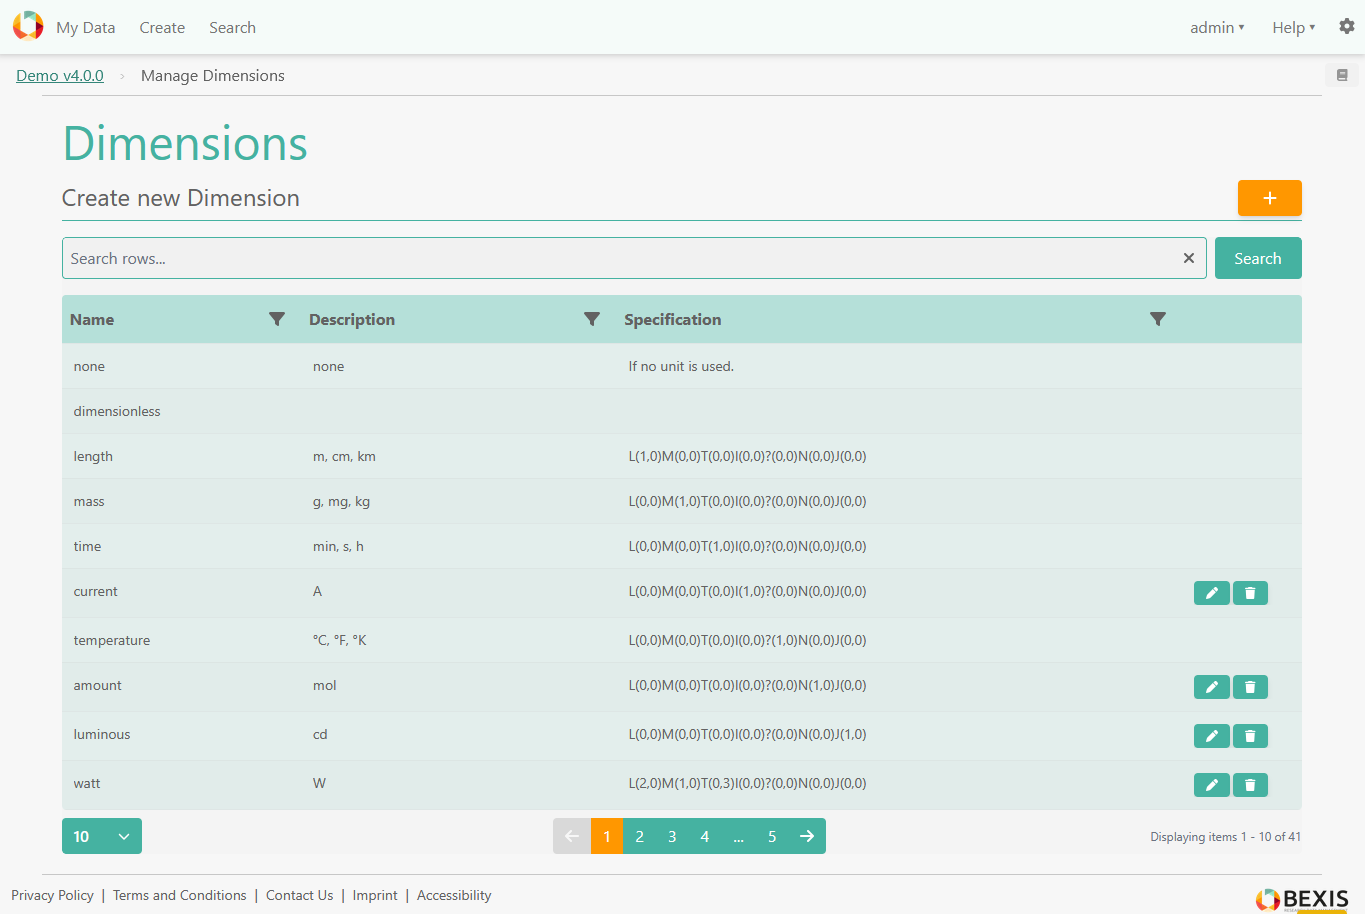 My Data Create Search admin Help
Demo v4.0.0 › Manage Dimensions
Dimensions
Create new Dimension +
Search rows... Search
Name Description Specification
none none If no unit is used.
dimensionless
length m, cm, km L(1,0)M(0,0)T(0,0)I(0,0)?(0,0)N(0,0)J(0,0)
mass g, mg, kg L(0,0)M(1,0)T(0,0)I(0,0)?(0,0)N(0,0)J(0,0)
time min, s, h L(0,0)M(0,0)T(1,0)I(0,0)?(0,0)N(0,0)J(0,0)
current A L(0,0)M(0,0)T(0,0)I(1,0)?(0,0)N(0,0)J(0,0)
temperature °C, °F, °K L(0,0)M(0,0)T(0,0)I(0,0)?(1,0)N(0,0)J(0,0)
amount mol L(0,0)M(0,0)T(0,0)I(0,0)?(0,0)N(1,0)J(0,0)
luminous cd L(0,0)M(0,0)T(0,0)I(0,0)?(0,0)N(0,0)J(1,0)
watt W L(2,0)M(1,0)T(0,3)I(0,0)?(0,0)N(0,0)J(0,0)
10 1 2 3 4 ... 5 Displaying items 1 - 10 of 41
Privacy Policy | Terms and Conditions | Contact Us | Imprint | Accessibility
BEXIS